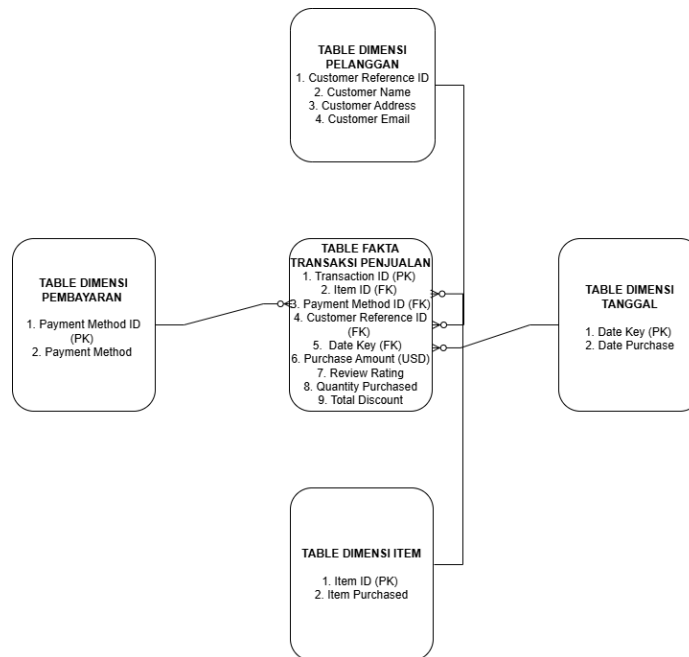 TABLE DIMENSI
PELANGGAN
1. Customer Reference ID
2. Customer Name
3. Customer Address
4. Customer Email
TABLE DIMENSI
PEMBAYARAN
1. Payment Method ID
(PK)
2. Payment Method
TABLE FAKTA
TRANSAKSI PENJUALAN
1. Transaction ID (PK)
2. Item ID (FK)
3. Payment Method ID (FK)
4. Customer Reference ID
(FK)
5. Date Key (FK)
6. Purchase Amount (USD)
7. Review Rating
8. Quantity Purchased
9. Total Discount
TABLE DIMENSI
TANGGAL
1. Date Key (PK)
2. Date Purchase
TABLE DIMENSI ITEM
1. Item ID (PK)
2. Item Purchased